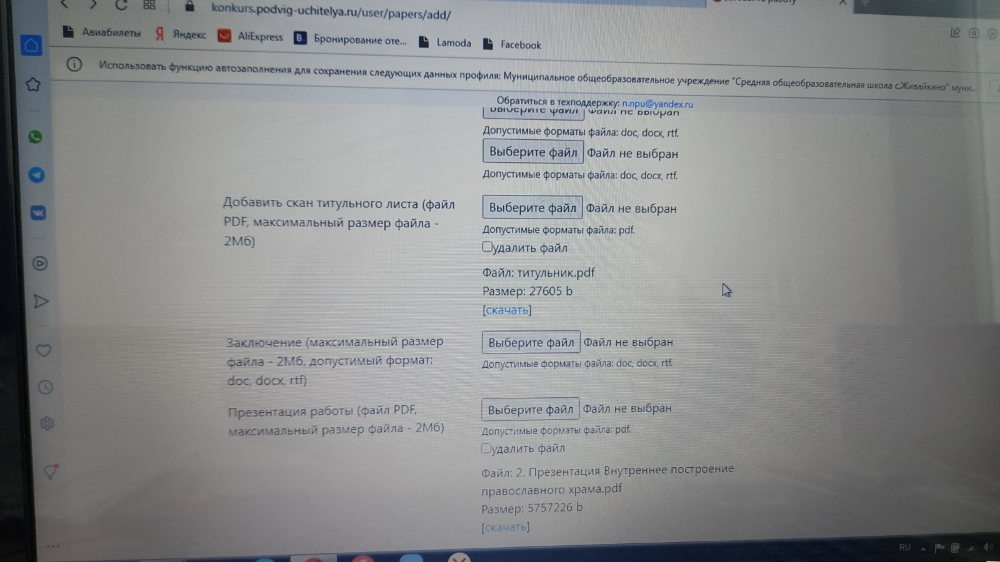 konkurs.podvig-uchitelya.ru/user/papers/add/
Авиабилеты Яндекс AliExpress Бронирование оте... Lamoda Facebook
Использовать функцию автозаполнения для сохранения следующих данных профиля: Муниципальное общеобразовательное учреждение "Средняя общеобразовательная школа с.Живайкино" муни...
Обратиться в техподдержку: n.npu@yandex.ru
Выберите файл Файл не выбран
Допустимые форматы файла: doc, docx, rtf.
Выберите файл Файл не выбран
Допустимые форматы файла: doc, docx, rtf.
Добавить скан титульного листа (файл
PDF, максимальный размер файла -
2Мб)
Выберите файл Файл не выбран
Допустимые форматы файла: pdf.
удалить файл
Файл: титульник.pdf
Размер: 27605 b
[скачать]
Заключение (максимальный размер
файла - 2Мб, допустимый формат:
doc, docx, rtf)
Выберите файл Файл не выбран
Допустимые форматы файла: doc, docx, rtf.
Презентация работы (файл PDF,
максимальный размер файла - 2Мб)
Выберите файл Файл не выбран
Допустимые форматы файла: pdf.
удалить файл
Файл: 2. Презентация Внутреннее построение
православного храма.pdf
Размер: 5757226 b
[скачать]
RU